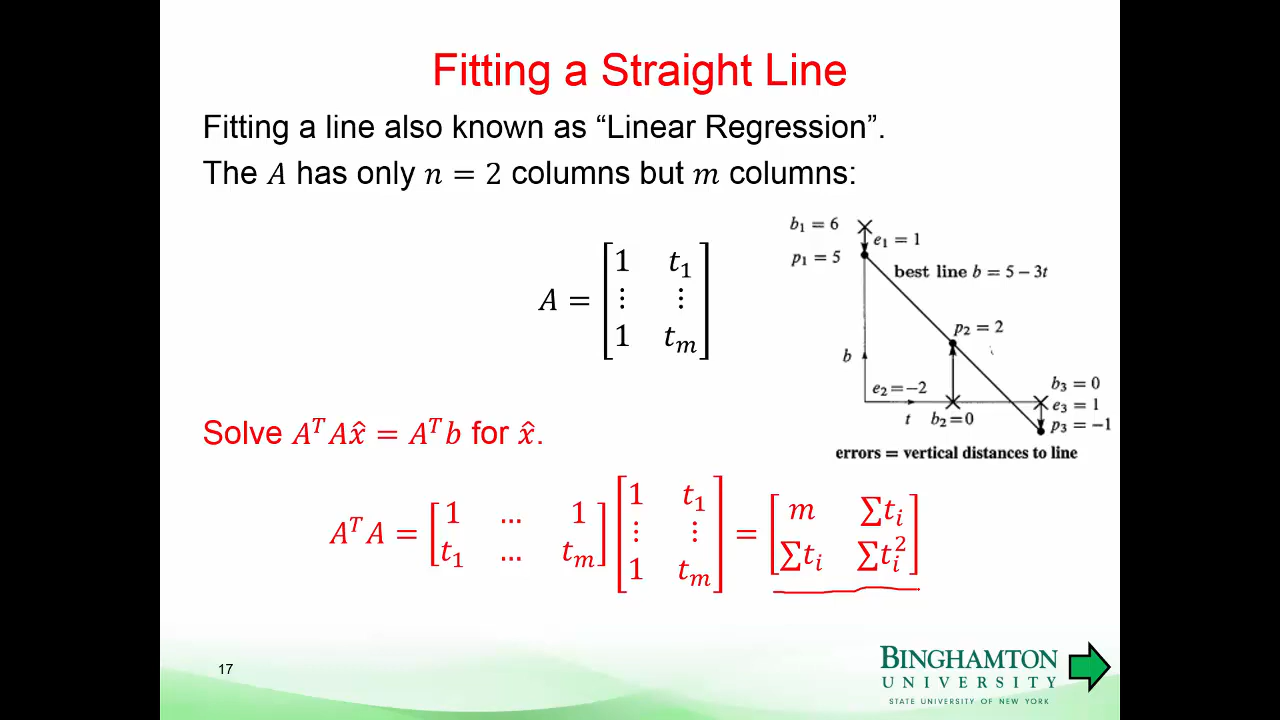 Fitting a Straight Line
Fitting a line also known as “Linear Regression”.
The A has only n = 2 columns but m columns:
A = [1 t₁ ⋮ ⋮ 1 tₘ]
b₁ = 6
e₁ = 1
p₁ = 5
best line b = 5 − 3t
p₂ = 2
b
e₂ = −2
t
b₂ = 0
b₃ = 0
e₃ = 1
p₃ = −1
errors = vertical distances to line
Solve AᵀAx̂ = Aᵀb for x̂.
AᵀA = [1 … 1 t₁ … tₘ] [1 t₁ ⋮ ⋮ 1 tₘ] = [m ∑tᵢ ∑tᵢ ∑tᵢ²]
17
BINGHAMTON
UNIVERSITY
STATE UNIVERSITY OF NEW YORK